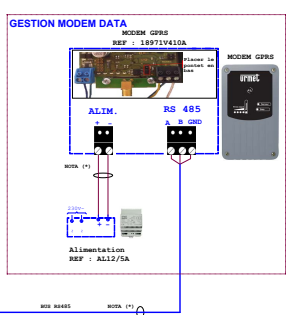 GESTION MODEM DATA
MODEM GPRS
REF : 18971V410A
Placer le
pontet en
bas
MODEM GPRS
urmet
ALIM.
RS 485
+ -
A B GND
NOTA (*)
230V~
+ -
Alimentation
REF : AL12/5A
BUS RS485
NOTA (*)